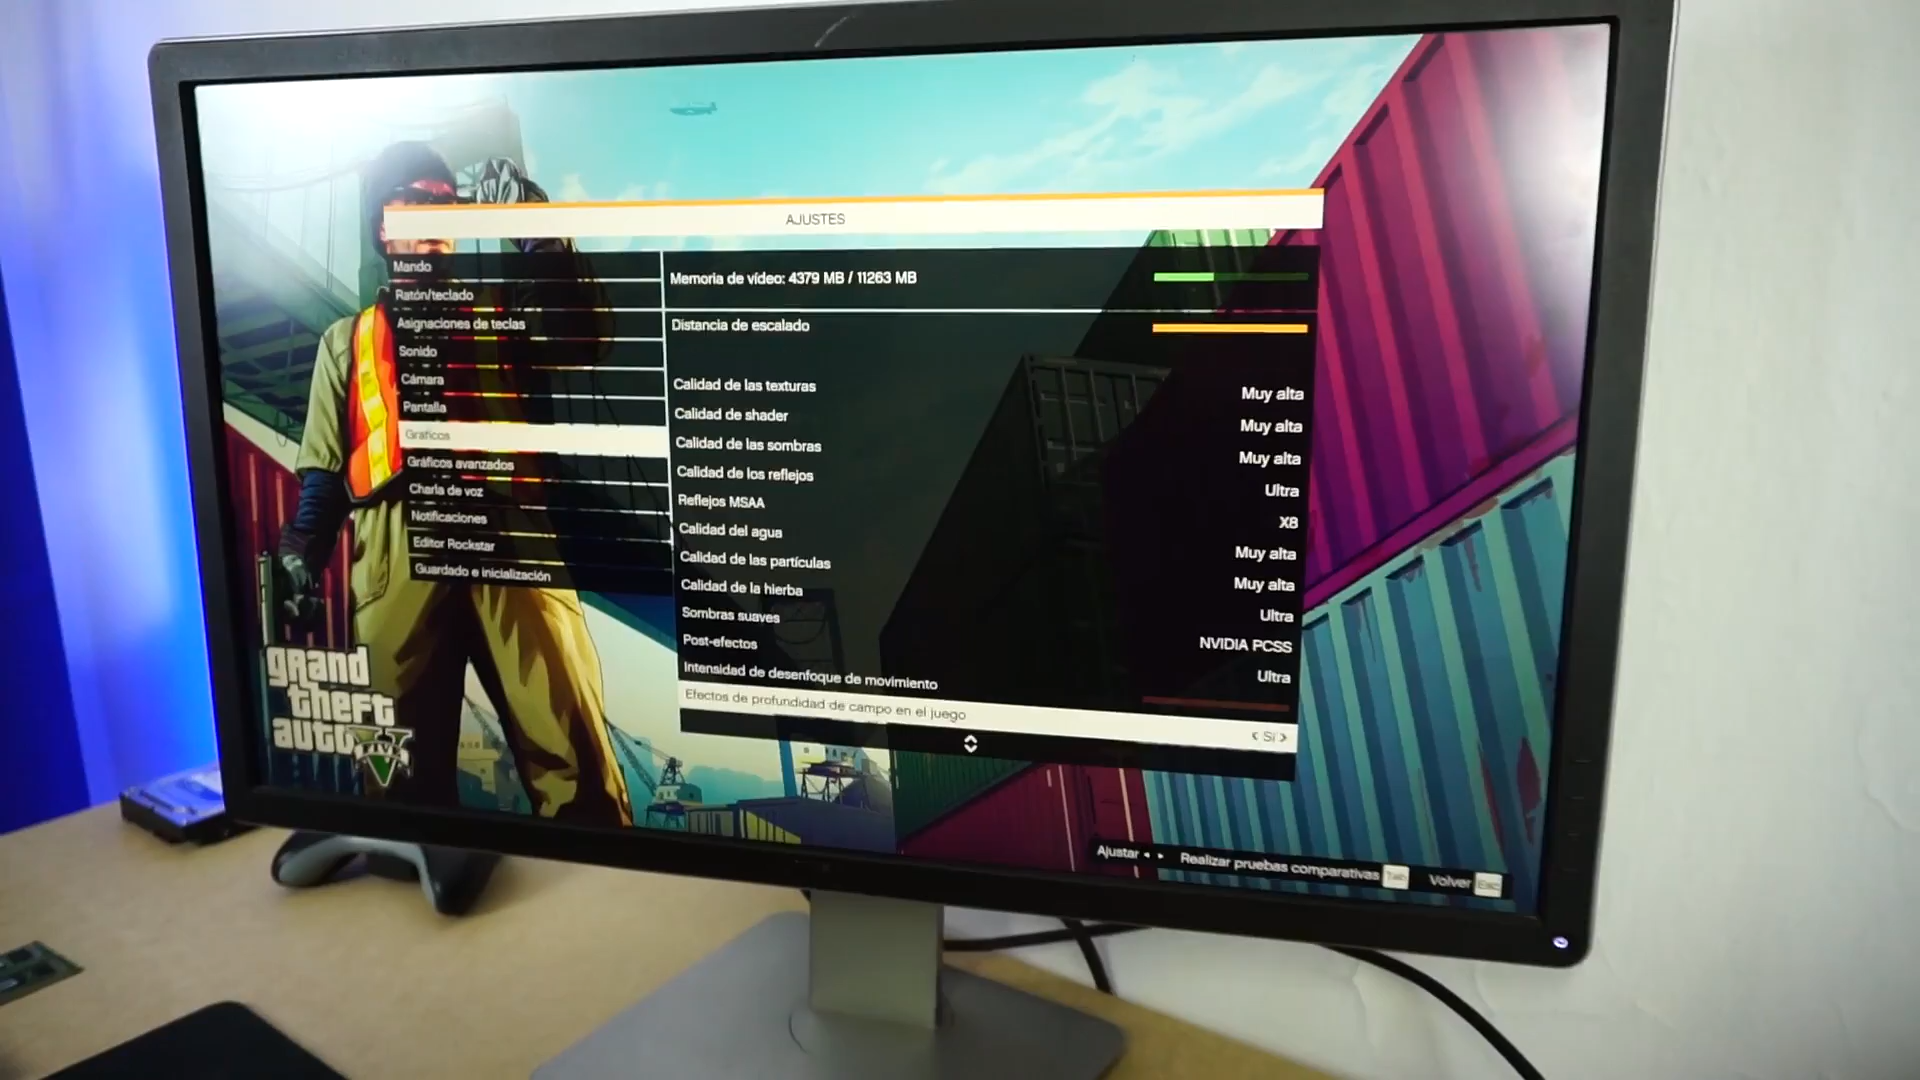 AJUSTES
Mando
Ratón/teclado
Asignaciones de teclas
Sonido
Cámara
Pantalla
Gráficos
Gráficos avanzados
Charla de voz
Notificaciones
Editor Rockstar
Guardado e inicialización
Memoria de vídeo: 4379 MB / 11263 MB
Distancia de escalado
Calidad de las texturas Muy alta
Calidad de shader Muy alta
Calidad de las sombras Muy alta
Calidad de los reflejos Ultra
Reflejos MSAA X8
Calidad del agua Muy alta
Calidad de las partículas Muy alta
Calidad de la hierba Ultra
Sombras suaves NVIDIA PCSS
Post-efectos Ultra
Intensidad de desenfoque de movimiento
Efectos de profundidad de campo en el juego < Sí >
grand
theft
auto V
FIVE
Ajustar Realizar pruebas comparativas Tab Volver Esc